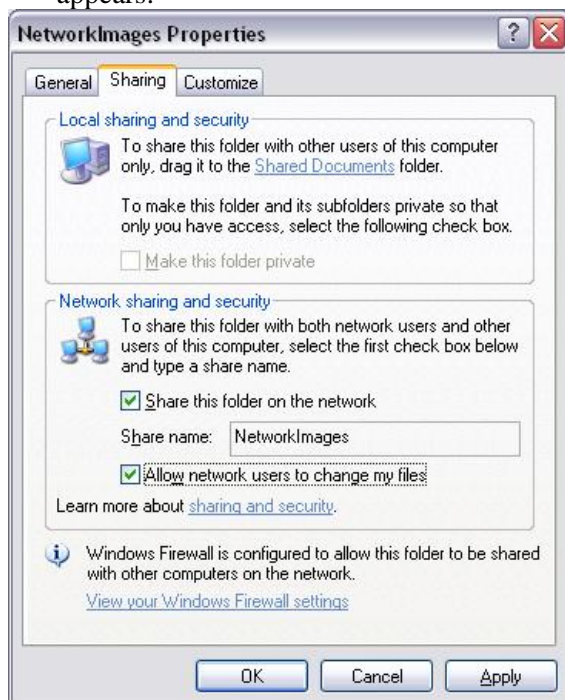 appears:
NetworkImages Properties
General Sharing Customize
Local sharing and security
To share this folder with other users of this computer
only, drag it to the Shared Documents folder.
To make this folder and its subfolders private so that
only you have access, select the following check box.
Make this folder private
Network sharing and security
To share this folder with both network users and other
users of this computer, select the first check box below
and type a share name.
Share this folder on the network
Share name: NetworkImages
Allow network users to change my files
Learn more about sharing and security.
Windows Firewall is configured to allow this folder to be shared
with other computers on the network.
View your Windows Firewall settings
OK Cancel Apply